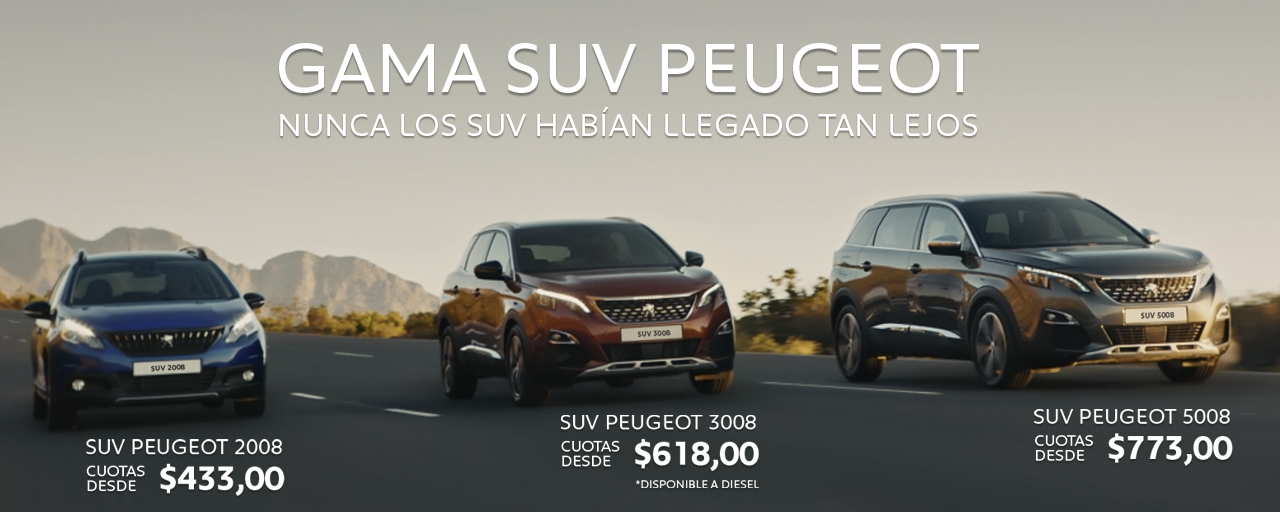 GAMA SUV PEUGEOT
NUNCA LOS SUV HABÍAN LLEGADO TAN LEJOS
SUV 2008
SUV 3008
SUV 5008
SUV PEUGEOT 2008
CUOTAS DESDE $433,00
SUV PEUGEOT 3008
CUOTAS DESDE $618,00
*DISPONIBLE A DIESEL
SUV PEUGEOT 5008
CUOTAS DESDE $773,00